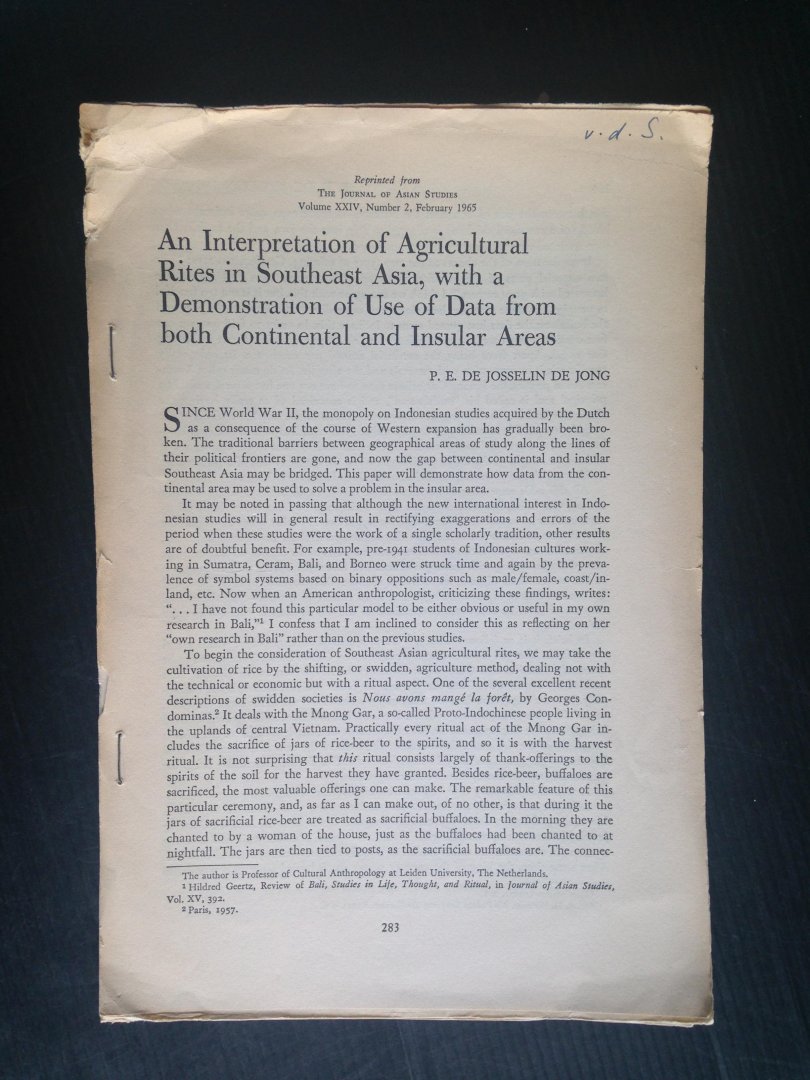 v. d. S.
Reprinted from
THE JOURNAL OF ASIAN STUDIES
Volume XXIV, Number 2, February 1965
An Interpretation of Agricultural
Rites in Southeast Asia, with a
Demonstration of Use of Data from
both Continental and Insular Areas
P. E. DE JOSSELIN DE JONG
SINCE World War II, the monopoly on Indonesian studies acquired by the Dutch
as a consequence of the course of Western expansion has gradually been bro-
ken. The traditional barriers between geographical areas of study along the lines of
their political frontiers are gone, and now the gap between continental and insular
Southeast Asia may be bridged. This paper will demonstrate how data from the con-
tinental area may be used to solve a problem in the insular area.
It may be noted in passing that although the new international interest in Indo-
nesian studies will in general result in rectifying exaggerations and errors of the
period when these studies were the work of a single scholarly tradition, other results
are of doubtful benefit. For example, pre-1941 students of Indonesian cultures work-
ing in Sumatra, Ceram, Bali, and Borneo were struck time and again by the preva-
lence of symbol systems based on binary oppositions such as male/female, coast/in-
land, etc. Now when an American anthropologist, criticizing these findings, writes:
“. . . I have not found this particular model to be either obvious or useful in my own
research in Bali,”1 I confess that I am inclined to consider this as reflecting on her
“own research in Bali” rather than on the previous studies.
To begin the consideration of Southeast Asian agricultural rites, we may take the
cultivation of rice by the shifting, or swidden, agriculture method, dealing not with
the technical or economic but with a ritual aspect. One of the several excellent recent
descriptions of swidden societies is Nous avons mangé la forêt, by Georges Con-
dominas.2 It deals with the Mnong Gar, a so-called Proto-Indochinese people living in
the uplands of central Vietnam. Practically every ritual act of the Mnong Gar in-
cludes the sacrifice of jars of rice-beer to the spirits, and so it is with the harvest
ritual. It is not surprising that this ritual consists largely of thank-offerings to the
spirits of the soil for the harvest they have granted. Besides rice-beer, buffaloes are
sacrificed, the most valuable offerings one can make. The remarkable feature of this
particular ceremony, and, as far as I can make out, of no other, is that during it the
jars of sacrificial rice-beer are treated as sacrificial buffaloes. In the morning they are
chanted to by a woman of the house, just as the buffaloes had been chanted to at
nightfall. The jars are then tied to posts, as the sacrificial buffaloes are. The connec-
The author is Professor of Cultural Anthropology at Leiden University, The Netherlands.
1 Hildred Geertz, Review of Bali, Studies in Life, Thought, and Ritual, in Journal of Asian Studies,
Vol. XV, 392.
2 Paris, 1957.
283